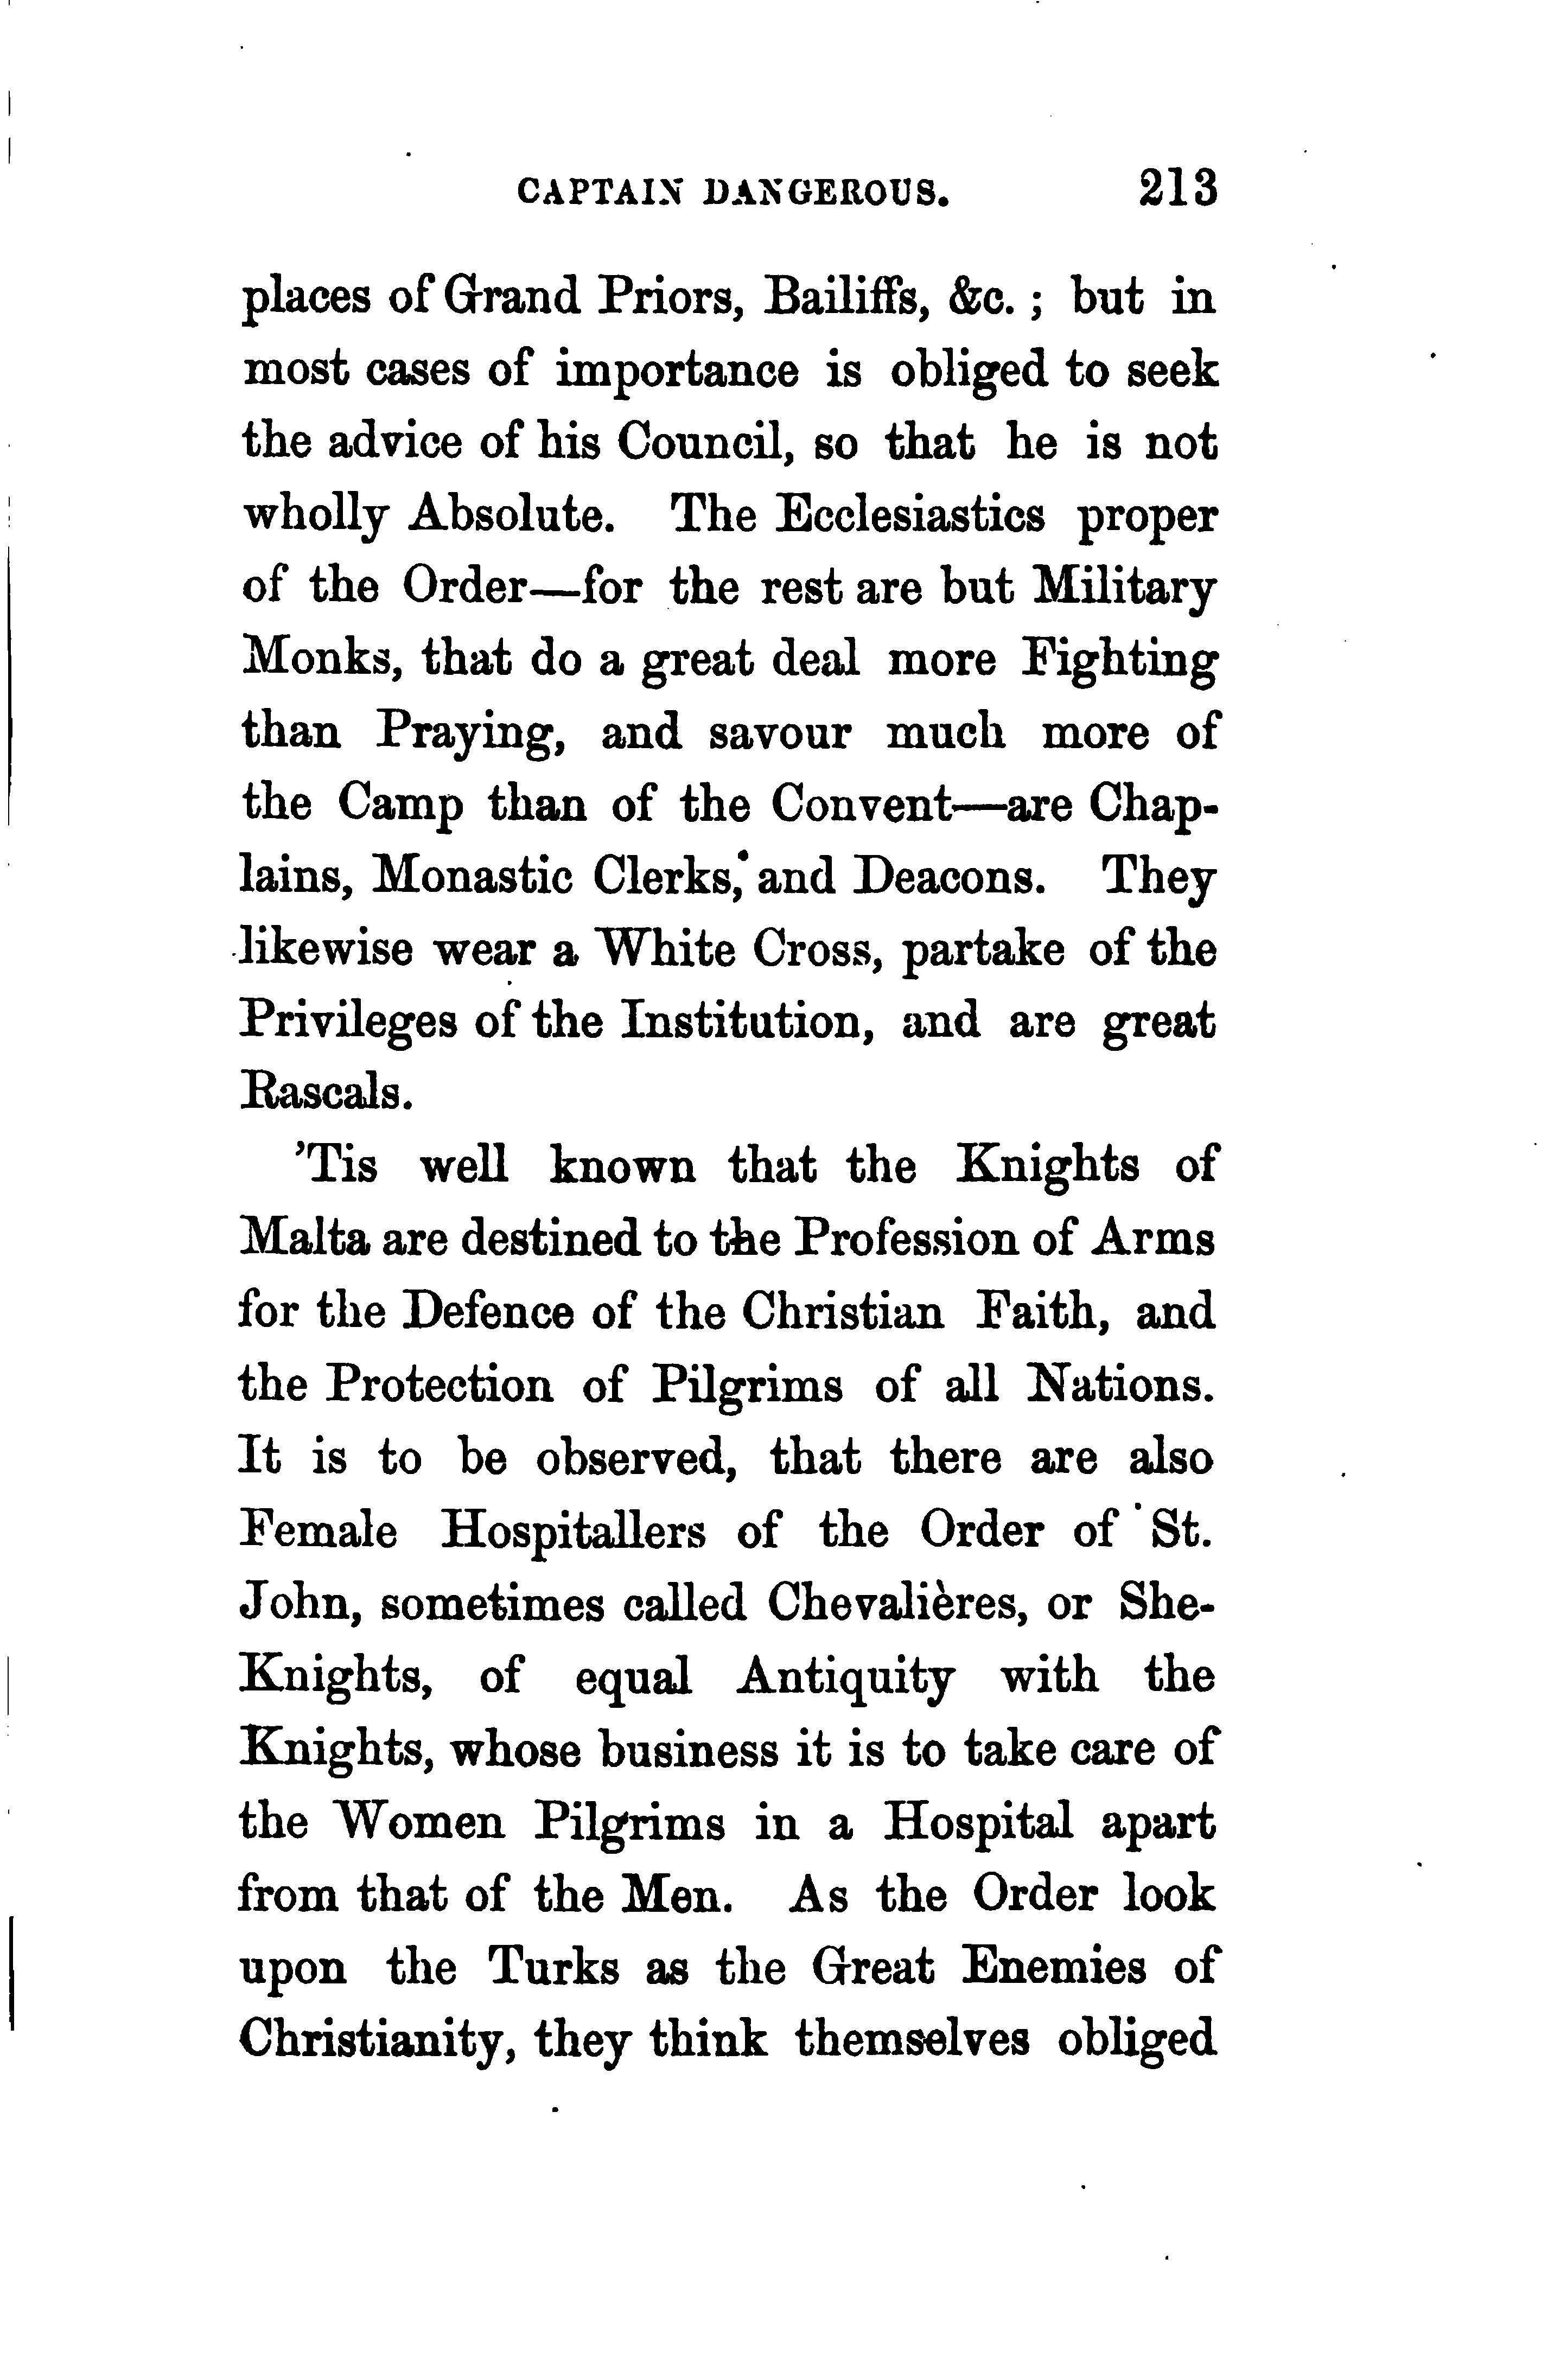 CAPTAIN DANGEROUS. 213
places of Grand Priors, Bailiffs, &c. ; but in
most cases of importance is obliged to seek
the advice of his Council, so that he is not
wholly Absolute. The Ecclesiastics proper
of the Order—for the rest are but Military
Monks, that do a great deal more Fighting
than Praying, and savour much more of
the Camp than of the Convent—are Chap-
lains, Monastic Clerks, and Deacons. They
likewise wear a White Cross, partake of the
Privileges of the Institution, and are great
Rascals.
'Tis well known that the Knights of
Malta are destined to the Profession of Arms
for the Defence of the Christian Faith, and
the Protection of Pilgrims of all Nations.
It is to be observed, that there are also
Female Hospitallers of the Order of St.
John, sometimes called Chevalières, or She-
Knights, of equal Antiquity with the
Knights, whose business it is to take care of
the Women Pilgrims in a Hospital apart
from that of the Men. As the Order look
upon the Turks as the Great Enemies of
Christianity, they think themselves obliged